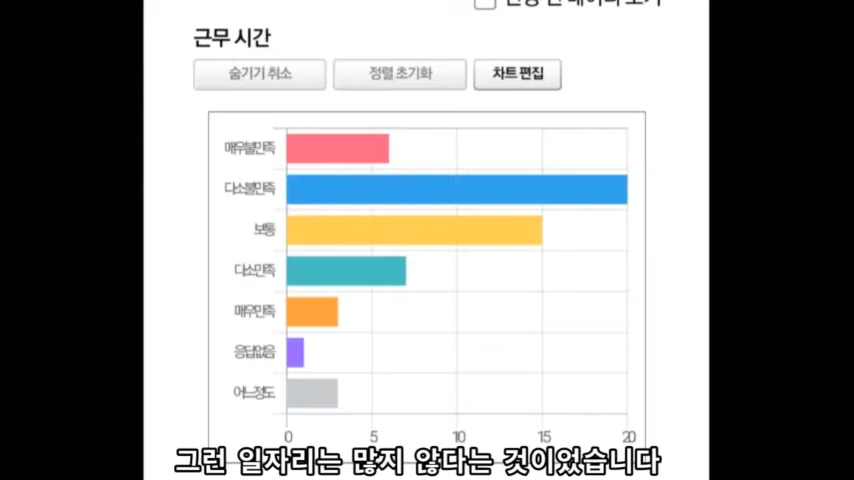 근무 시간
숨기기 취소
정렬 초기화
차트 편집
매우불만족
다소불만족
보통
다소만족
매우만족
응답없음
어느정도
0 5 10 15 20
그런 일자리는 많지 않다는 것이었습니다